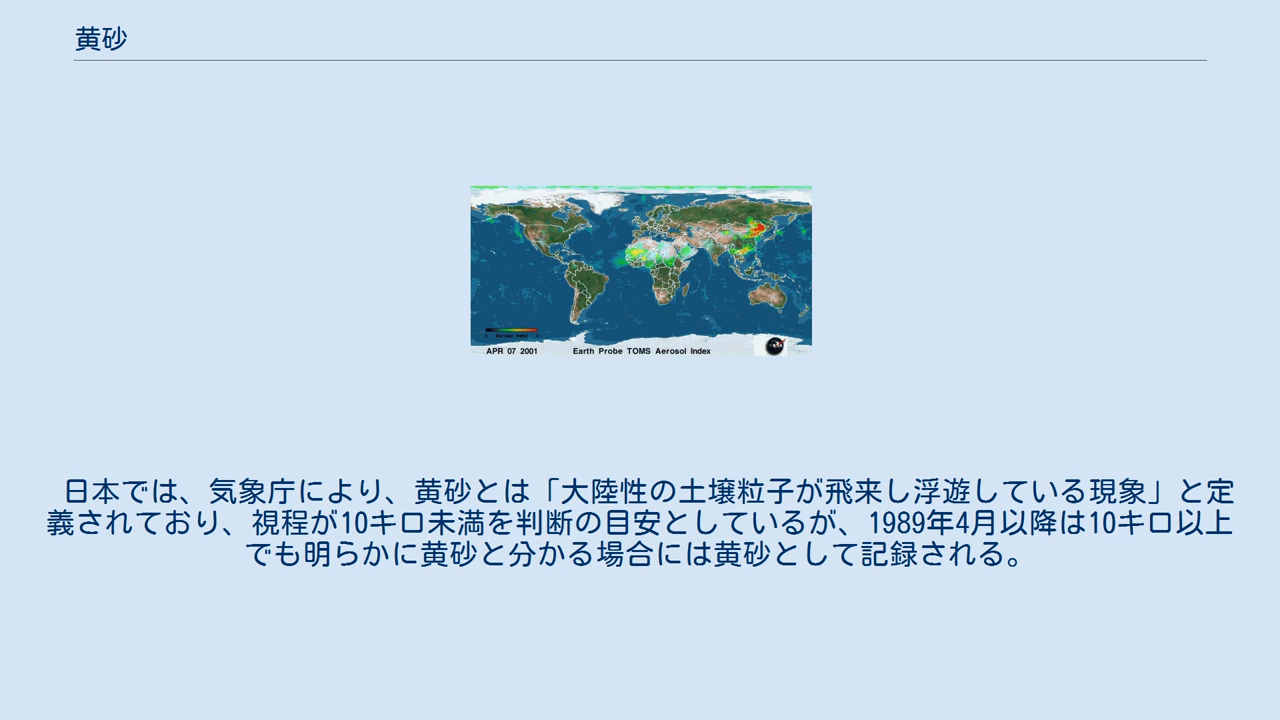 黄砂
APR 07 2001 Earth Probe TOMS Aerosol Index
日本では、気象庁により、黄砂とは「大陸性の土壌粒子が飛来し浮遊している現象」と定
義されており、視程が10キロ未満を判断の目安としているが、1989年4月以降は10キロ以上
でも明らかに黄砂と分かる場合には黄砂として記録される。